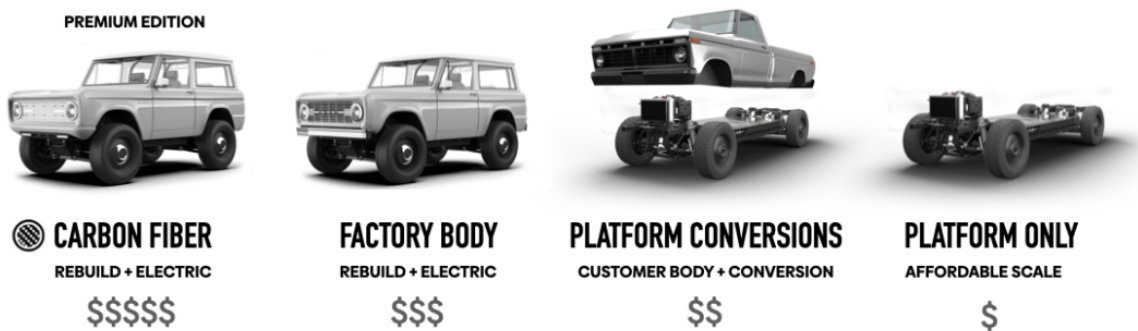 PREMIUM EDITION
CARBON FIBER
REBUILD + ELECTRIC
$$$$$
FACTORY BODY
REBUILD + ELECTRIC
$$$
PLATFORM CONVERSIONS
CUSTOMER BODY + CONVERSION
$$
PLATFORM ONLY
AFFORDABLE SCALE
$